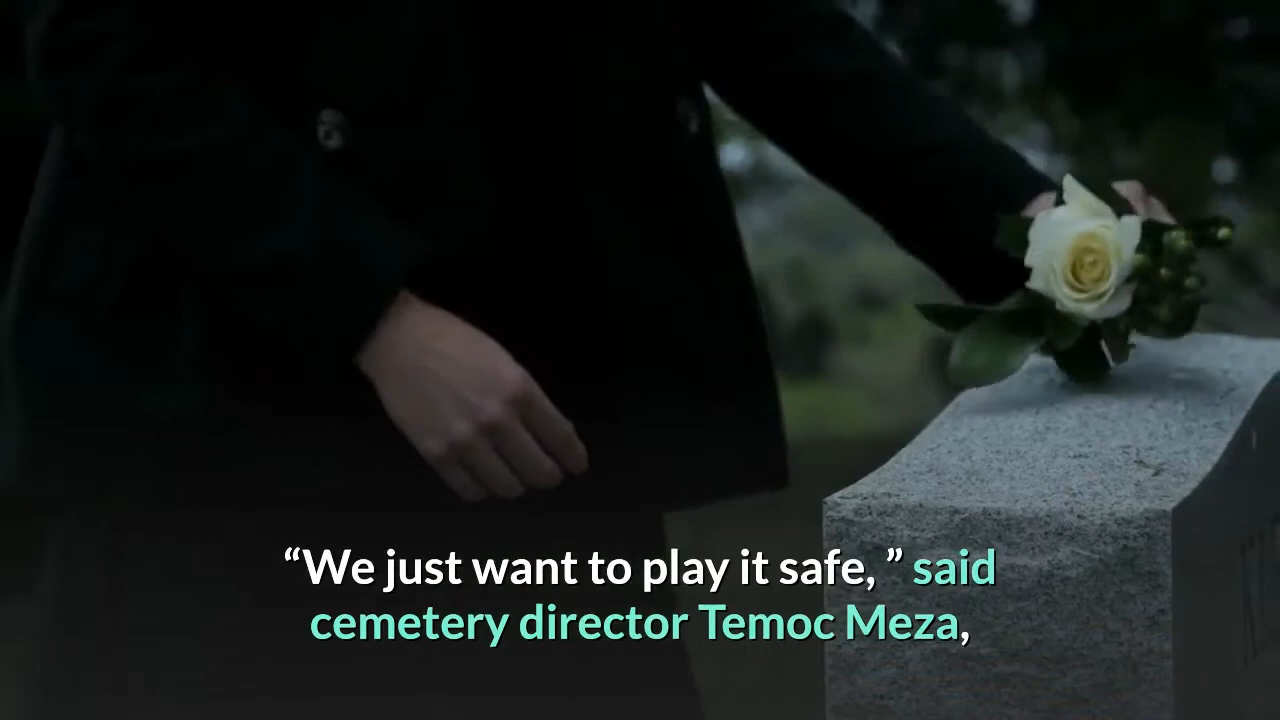 “We just want to play it safe, ” said
cemetery director Temoc Meza,